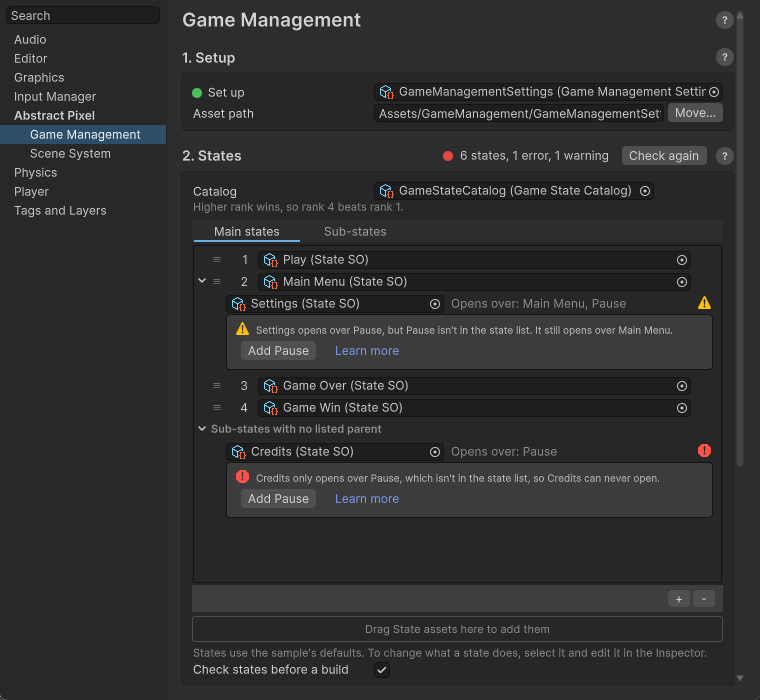 Search
Audio
Editor
Graphics
Input Manager
Abstract Pixel
Game Management
Scene System
Physics
Player
Tags and Layers
Game Management
?
1. Setup
?
Set up
GameManagementSettings (Game Management Settir
Asset path
Assets/GameManagement/GameManagementSet
Move...
2. States
6 states, 1 error, 1 warning
Check again
?
Catalog
GameStateCatalog (Game State Catalog)
Higher rank wins, so rank 4 beats rank 1.
Main states
Sub-states
1 Play (State SO)
2 Main Menu (State SO)
Settings (State SO) Opens over: Main Menu, Pause
Settings opens over Pause, but Pause isn't in the state list. It still opens over Main Menu.
Add Pause Learn more
3 Game Over (State SO)
4 Game Win (State SO)
Sub-states with no listed parent
Credits (State SO) Opens over: Pause
Credits only opens over Pause, which isn't in the state list, so Credits can never open.
Add Pause Learn more
+ -
Drag State assets here to add them
States use the sample's defaults. To change what a state does, select it and edit it in the Inspector.
Check states before a build